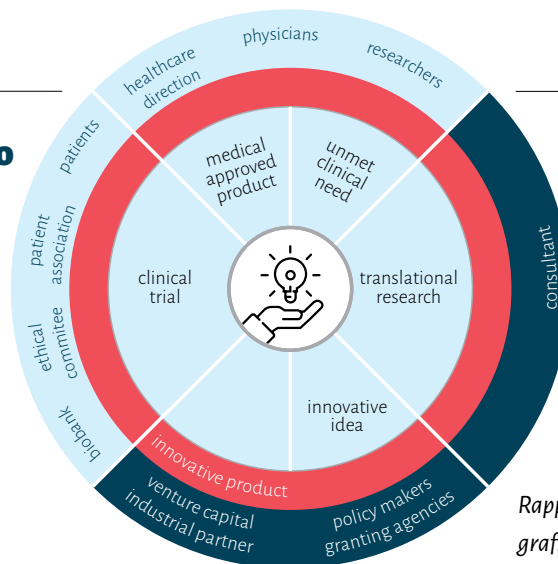 physicians
healthcare
direction
researchers
patients
patient
association
ethical
commitee
biobank
consultant
medical
approved
product
unmet
clinical
need
clinical
trial
translational
research
innovative
idea
innovative product
venture capital
industrial partner
policy makers
granting agencies
o
Rapp
graf